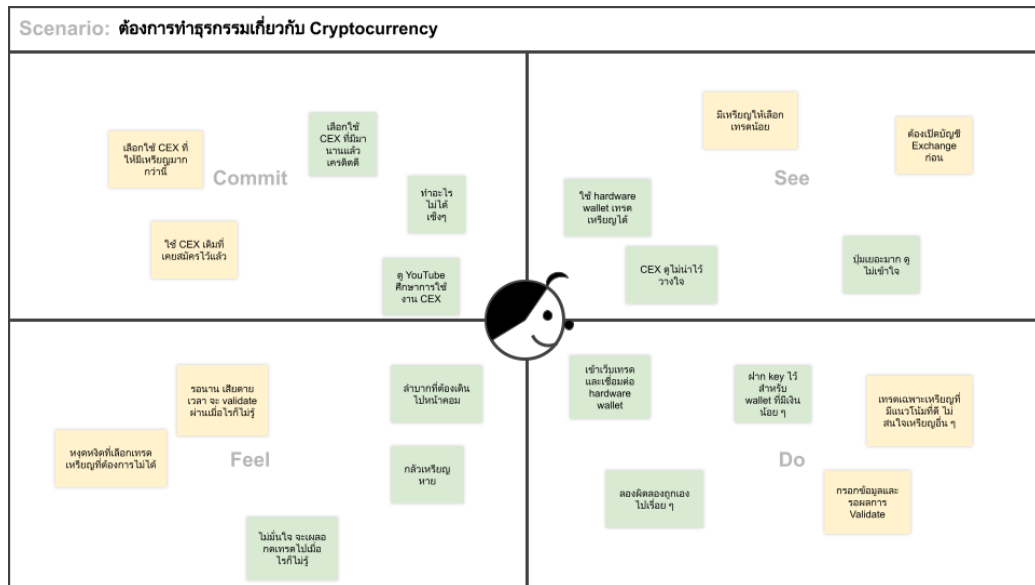 Scenario: ต้องการทำธุรกรรมเกี่ยวกับ Cryptocurrency
เลือกใช้ CEX ที่
ให้มีเหรียญมาก
กว่านี้
เลือกใช้
CEX ที่มีมา
นานแล้ว
เครดิตดี
Commit
ทำอะไร
ไม่ได้
เซ็งๆ
ใช้ CEX เดิมที่
เคยสมัครไว้แล้ว
ดู YouTube
ศึกษาการใช้
งาน CEX
มีเหรียญให้เลือก
เทรดน้อย
ต้องเปิดบัญชี
Exchange
ก่อน
See
ใช้ hardware
wallet เทรด
เหรียญได้
CEX ดูไม่น่าไว้
วางใจ
ปุ่มเยอะมาก ดู
ไม่เข้าใจ
รอนาน เสียดาย
เวลา จะ validate
ผ่านเมื่อไรก็ไม่รู้
ลำบากที่ต้องเดิน
ไปหน้าคอม
หงุดหงิดที่เลือกเทรด
เหรียญที่ต้องการไม่ได้
Feel
กลัวเหรียญ
หาย
ไม่มั่นใจ จะเผลอ
กดเทรดไปเมื่อ
ไรก็ไม่รู้
เข้าเว็บเทรด
และเชื่อมต่อ
hardware
wallet
ฝาก key ไว้
สำหรับ
wallet ที่มีเงิน
น้อย ๆ
เทรดเฉพาะเหรียญที่
มีแนวโน้มที่ดี ไม่
สนใจเหรียญอื่น ๆ
Do
ลองผิดลองถูกเอง
ไปเรื่อย ๆ
กรอกข้อมูลและ
รอผลการ
Validate